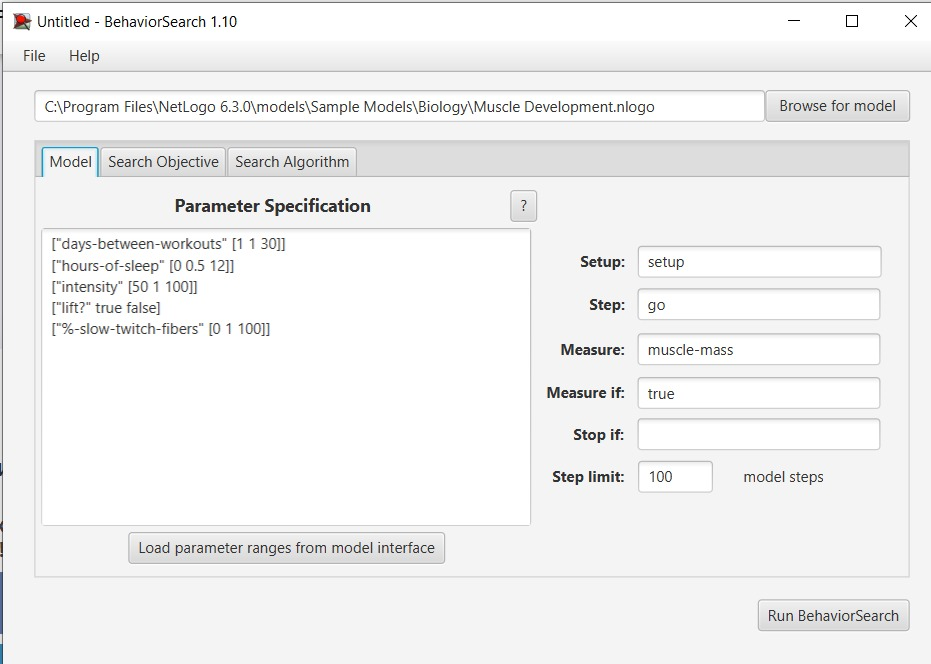 Untitled - BehaviorSearch 1.10
File Help
C:\Program Files\NetLogo 6.3.0\models\Sample Models\Biology\Muscle Development.nlogo Browse for model
Model Search Objective Search Algorithm
Parameter Specification ?
["days-between-workouts" [1 1 30]]
["hours-of-sleep" [0 0.5 12]]
["intensity" [50 1 100]]
["lift?" true false]
["%-slow-twitch-fibers" [0 1 100]]
Setup: setup
Step: go
Measure: muscle-mass
Measure if: true
Stop if:
Step limit: 100 model steps
Load parameter ranges from model interface
Run BehaviorSearch